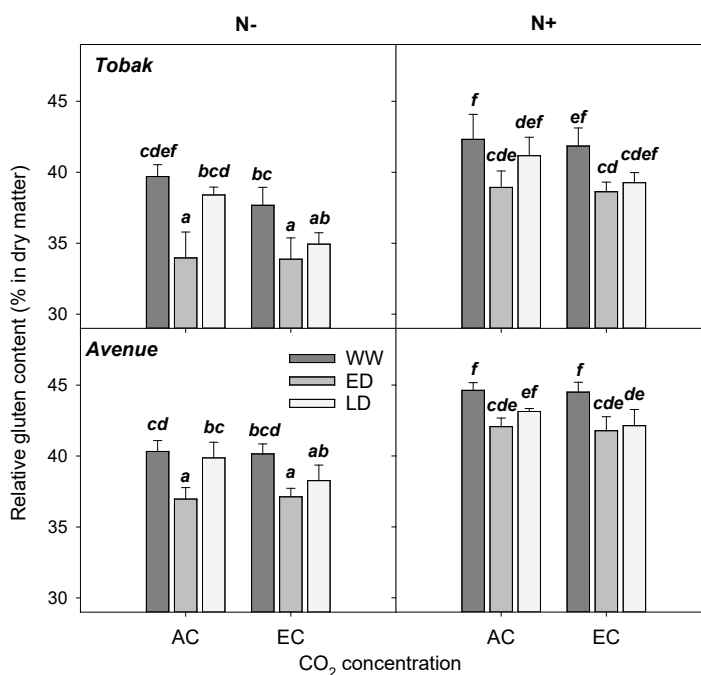 N- N+
Tobak
45
40
35
30
cdef a bcd bc a ab
f cde def ef cd cdef
Relative gluten content (% in dry matter)
Avenue
WW
ED
LD
45
40
35
30
cd a bc bcd a ab
f cde ef f cde de
AC EC AC EC
CO₂ concentration